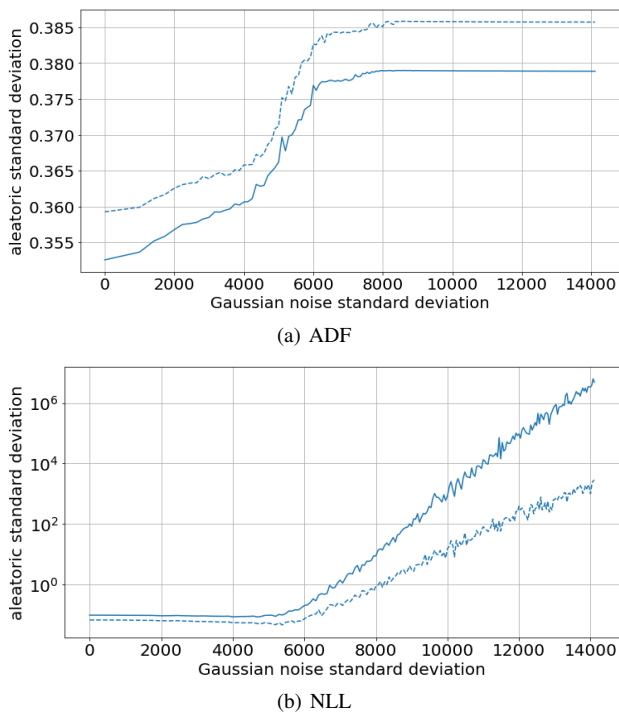 aleatoric standard deviation
0.385
0.380
0.375
0.370
0.365
0.360
0.355
0 2000 4000 6000 8000 10000 12000 14000
Gaussian noise standard deviation
(a) ADF
aleatoric standard deviation
10^6
10^4
10^2
10^0
0 2000 4000 6000 8000 10000 12000 14000
Gaussian noise standard deviation
(b) NLL